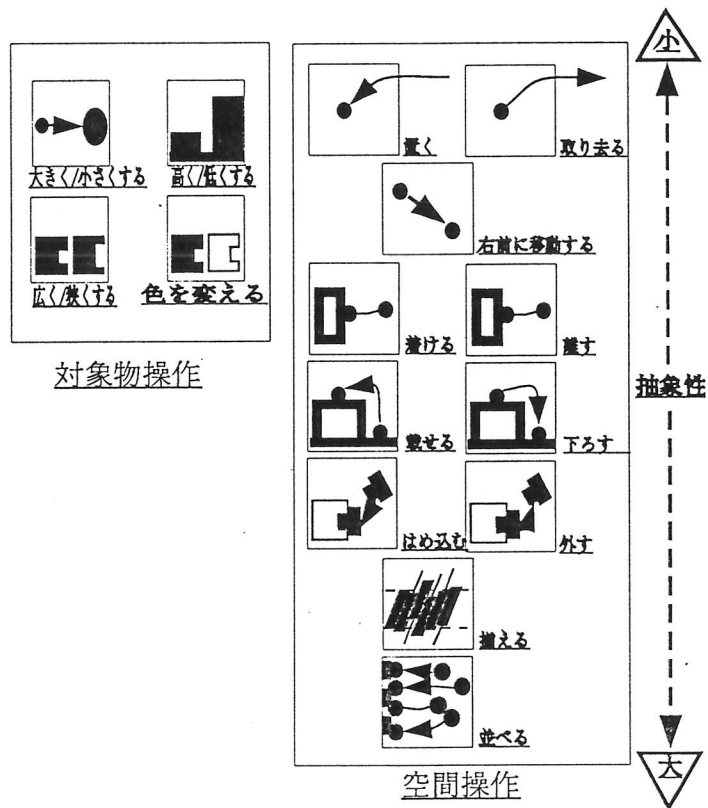 小
置く
取り去る
大きく/小さくする
高く/低くする
右前に移動する
広く/狭くする
色を変える
着ける
離す
対象物操作
抽象性
載せる
下ろす
はめ込む
外す
揃える
並べる
大
空間操作